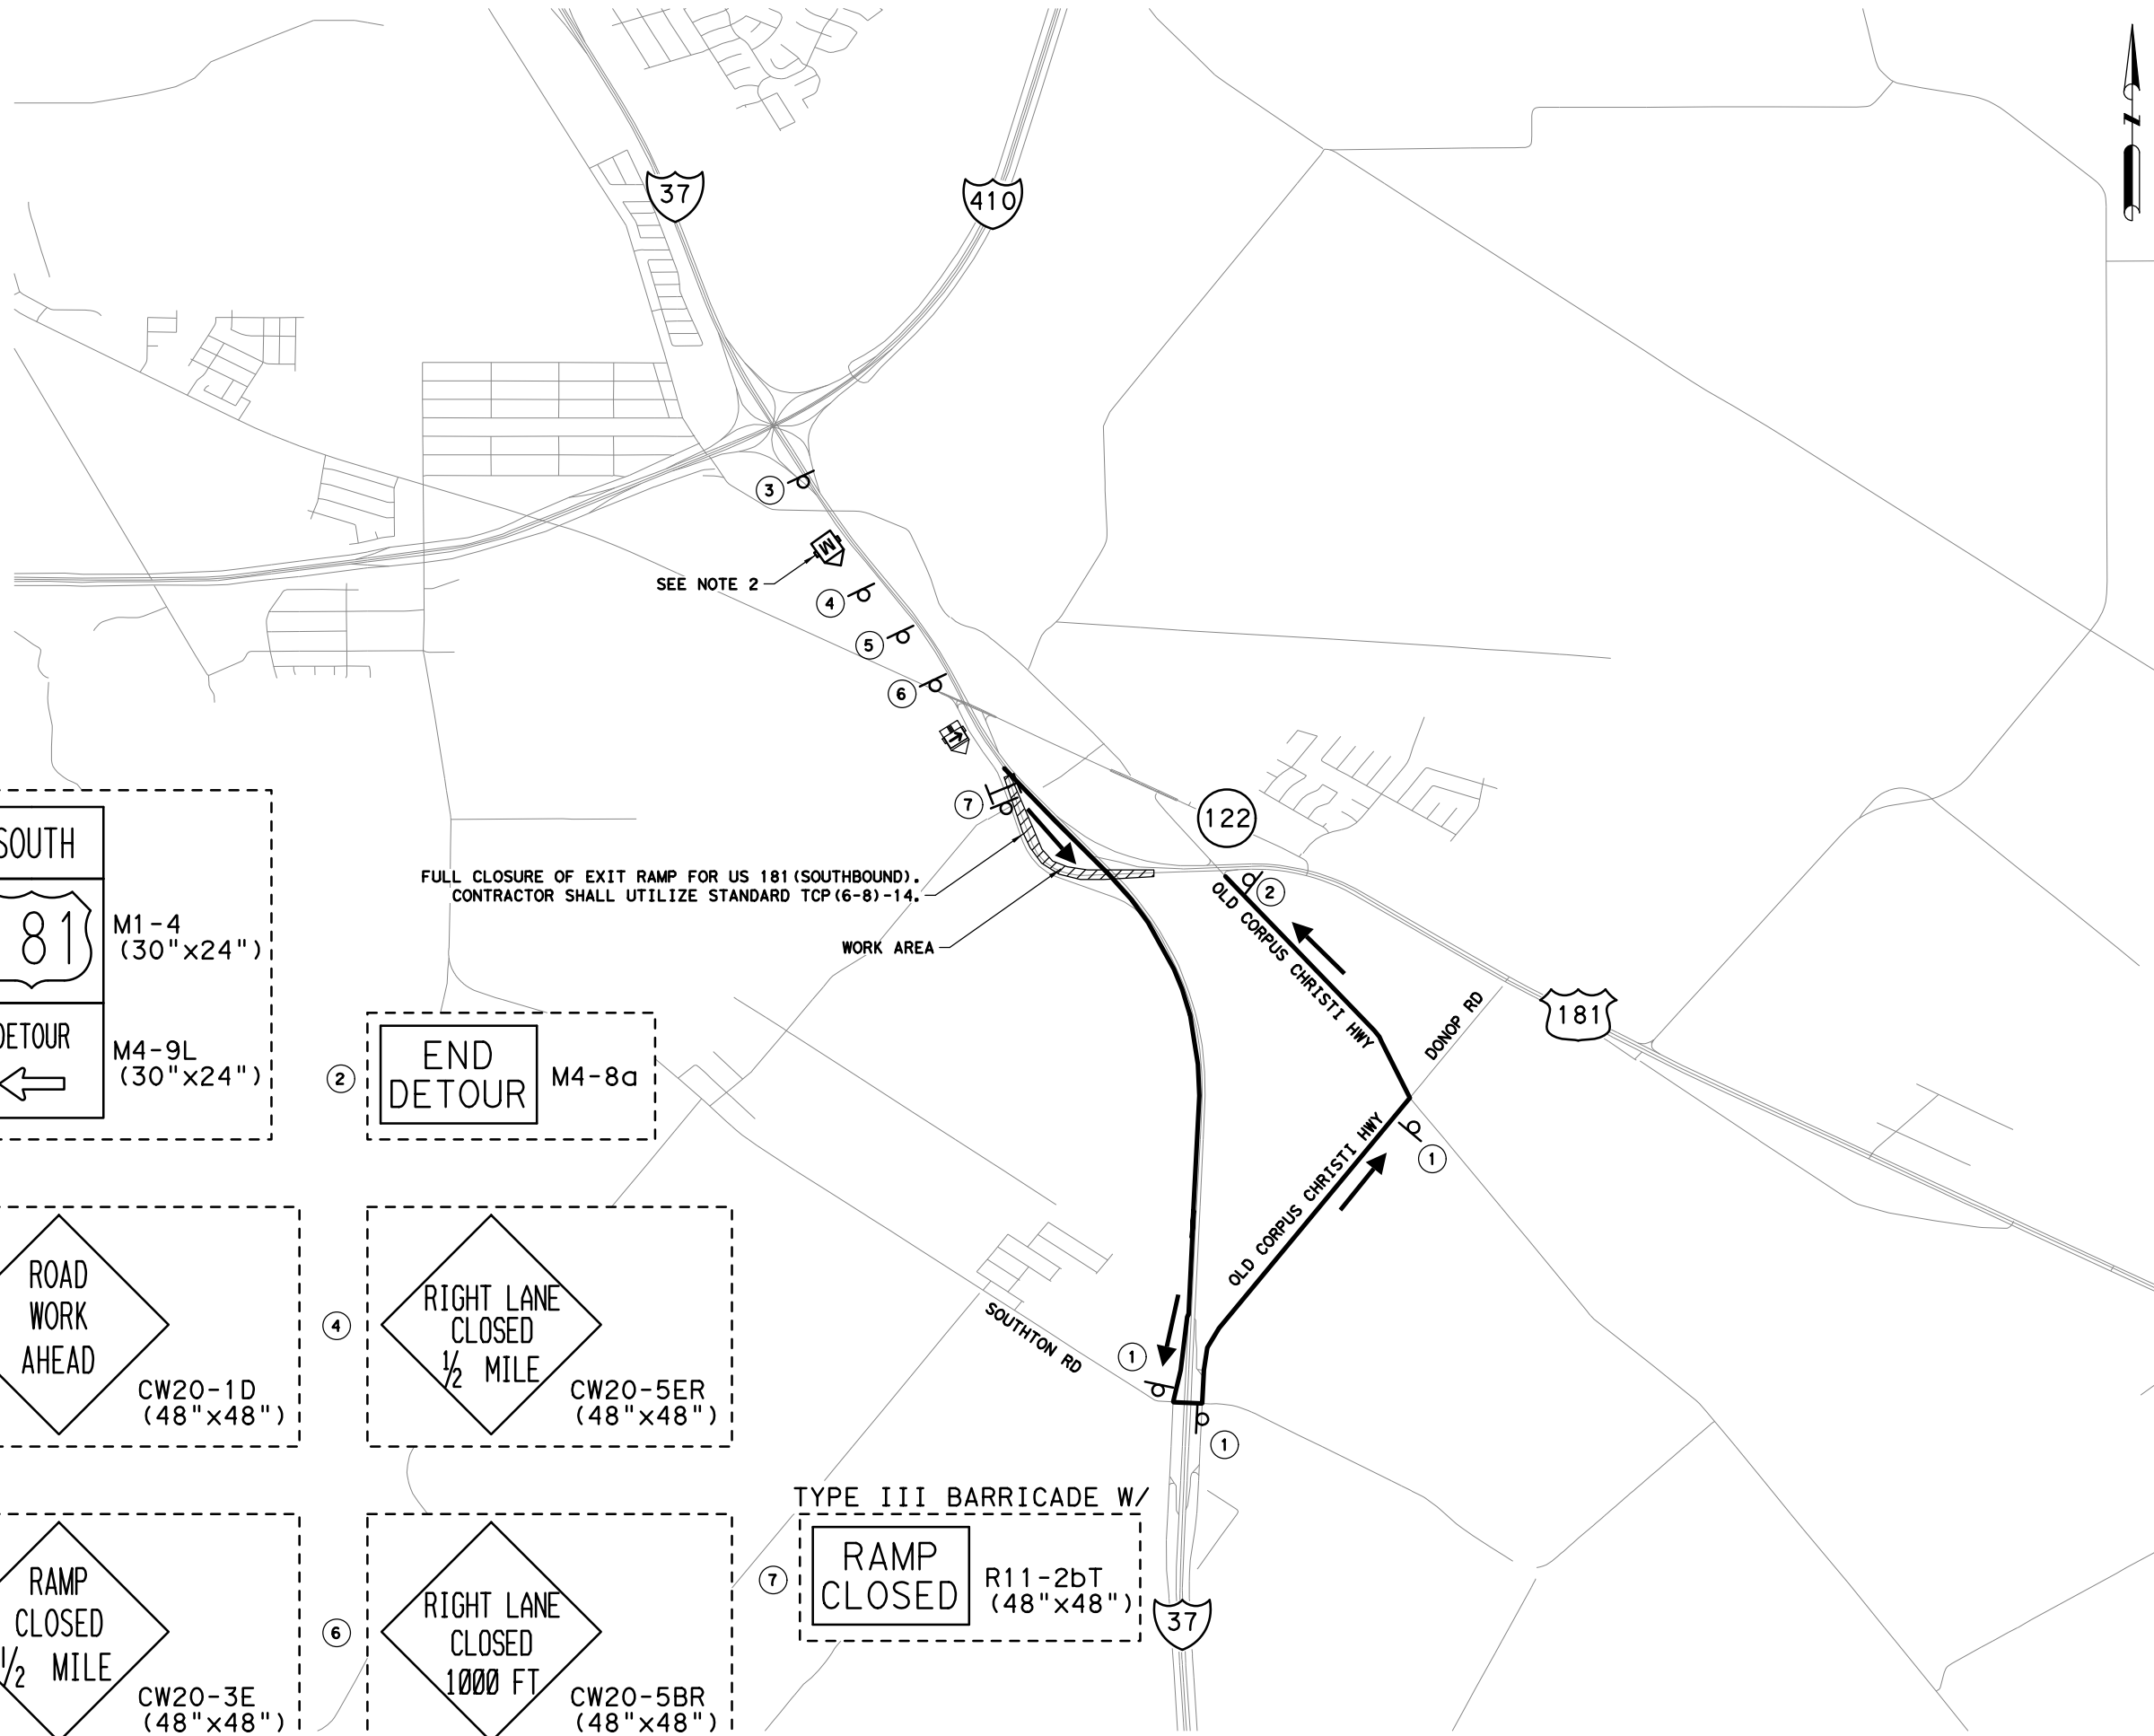 37
410
N
3
M
SEE NOTE 2
4
5
6
7
122
FULL CLOSURE OF EXIT RAMP FOR US 181 (SOUTHBOUND).
CONTRACTOR SHALL UTILIZE STANDARD TCP(6-8)-14.
WORK AREA
2
OLD CORPUS CHRISTI HWY
DONOP RD
181
OLD CORPUS CHRISTI HWY
1
SOUTHTON RD
1
1
37
SOUTH
81
M1-4
(30"x24")
DETOUR
M4-9L
(30"x24")
2
END
DETOUR
M4-8a
ROAD
WORK
AHEAD
CW20-1D
(48"x48")
4
RIGHT LANE
CLOSED
1/2 MILE
CW20-5ER
(48"x48")
RAMP
CLOSED
1/2 MILE
CW20-3E
(48"x48")
6
RIGHT LANE
CLOSED
1000 FT
CW20-5BR
(48"x48")
TYPE III BARRICADE W/
7
RAMP
CLOSED
R11-2bT
(48"x48")